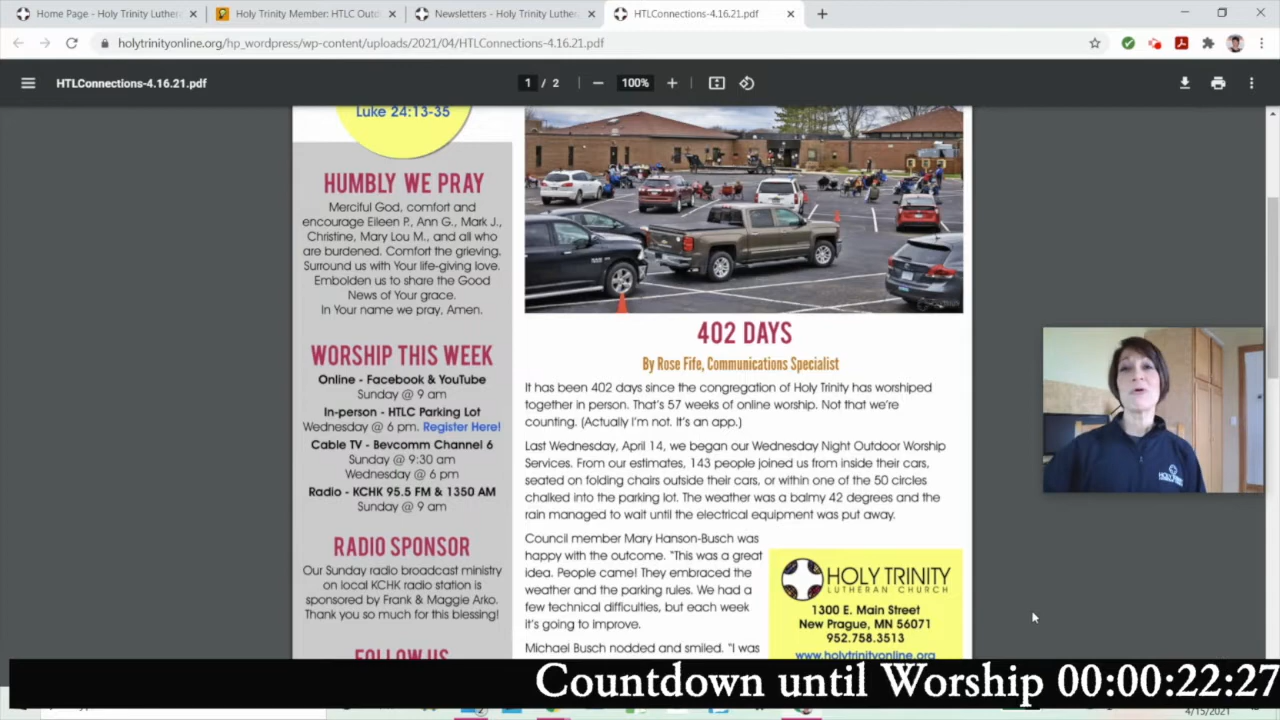 Home Page - Holy Trinity Luther
Holy Trinity Member: HTLC Outd
Newsletters - Holy Trinity Luthe
HTLConnections-4.16.21.pdf
holytrinityonline.org/hp_wordpress/wp-content/uploads/2021/04/HTLConnections-4.16.21.pdf
HTLConnections-4.16.21.pdf
1 / 2
100%
Luke 24:13-35
HUMBLY WE PRAY
Merciful God, comfort and
encourage Eileen P., Ann G., Mark J.,
Christine, Mary Lou M., and all who
are burdened. Comfort the grieving.
Surround us with Your life-giving love.
Embolden us to share the Good
News of Your grace.
In Your name we pray, Amen.
WORSHIP THIS WEEK
Online - Facebook & YouTube
Sunday @ 9 am
In-person - HTLC Parking Lot
Wednesday @ 6 pm. Register Here!
Cable TV - Bevcomm Channel 6
Sunday @ 9:30 am
Wednesday @ 6 pm
Radio - KCHK 95.5 FM & 1350 AM
Sunday @ 9 am
RADIO SPONSOR
Our Sunday radio broadcast ministry
on local KCHK radio station is
sponsored by Frank & Maggie Arko.
Thank you so much for this blessing!
FOLLOW US
402 DAYS
By Rose Fife, Communications Specialist
It has been 402 days since the congregation of Holy Trinity has worshiped
together in person. That's 57 weeks of online worship. Not that we're
counting. (Actually I'm not. It's an app.)
Last Wednesday, April 14, we began our Wednesday Night Outdoor Worship
Services. From our estimates, 143 people joined us from inside their cars,
seated on folding chairs outside their cars, or within one of the 50 circles
chalked into the parking lot. The weather was a balmy 42 degrees and the
rain managed to wait until the electrical equipment was put away.
Council member Mary Hanson-Busch was
happy with the outcome. "This was a great
idea. People came! They embraced the
weather and the parking rules. We had a
few technical difficulties, but each week
it's going to improve.
Michael Busch nodded and smiled. "I was
HOLY TRINITY
LUTHERAN CHURCH
1300 E. Main Street
New Prague, MN 56071
952.758.3513
www.holytrinityonline.org
HOLY
Countdown until Worship 00:00:22:27
4/15/2021